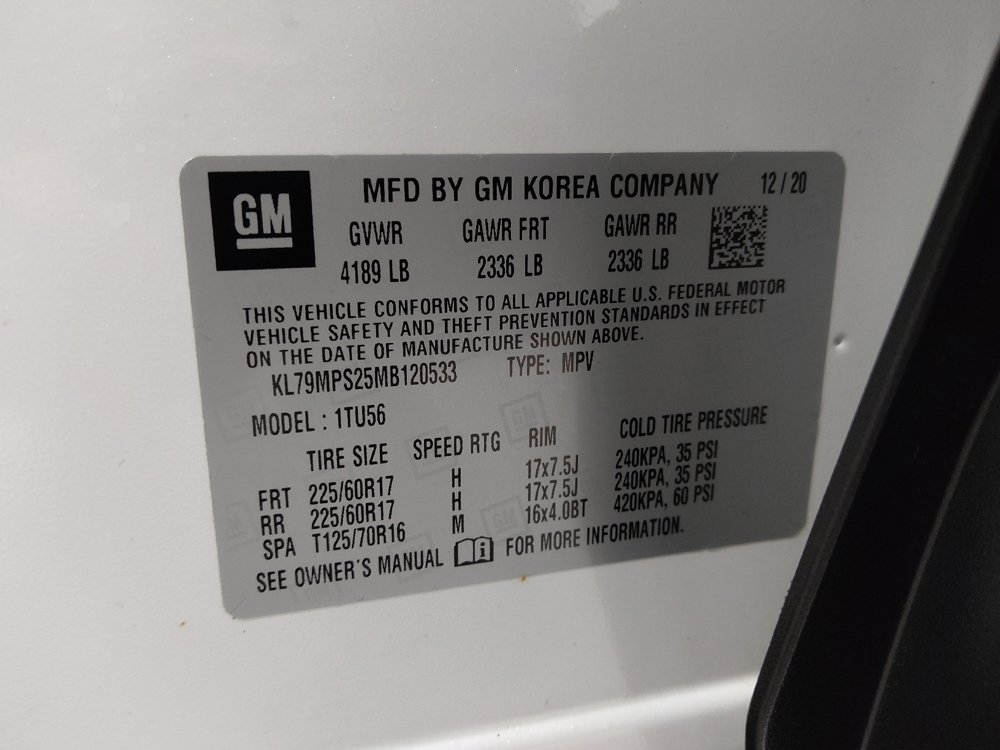 GM MFD BY GM KOREA COMPANY 12 / 20
GVWR GAWR FRT GAWR RR
4189 LB 2336 LB 2336 LB
THIS VEHICLE CONFORMS TO ALL APPLICABLE U.S. FEDERAL MOTOR
VEHICLE SAFETY AND THEFT PREVENTION STANDARDS IN EFFECT
ON THE DATE OF MANUFACTURE SHOWN ABOVE.
KL79MPS25MB120533 TYPE: MPV
MODEL : 1TU56
TIRE SIZE SPEED RTG RIM COLD TIRE PRESSURE
FRT 225/60R17 H 17x7.5J 240KPA, 35 PSI
RR 225/60R17 H 17x7.5J 240KPA, 35 PSI
SPA T125/70R16 M 16x4.0BT 420KPA, 60 PSI
SEE OWNER'S MANUAL FOR MORE INFORMATION.